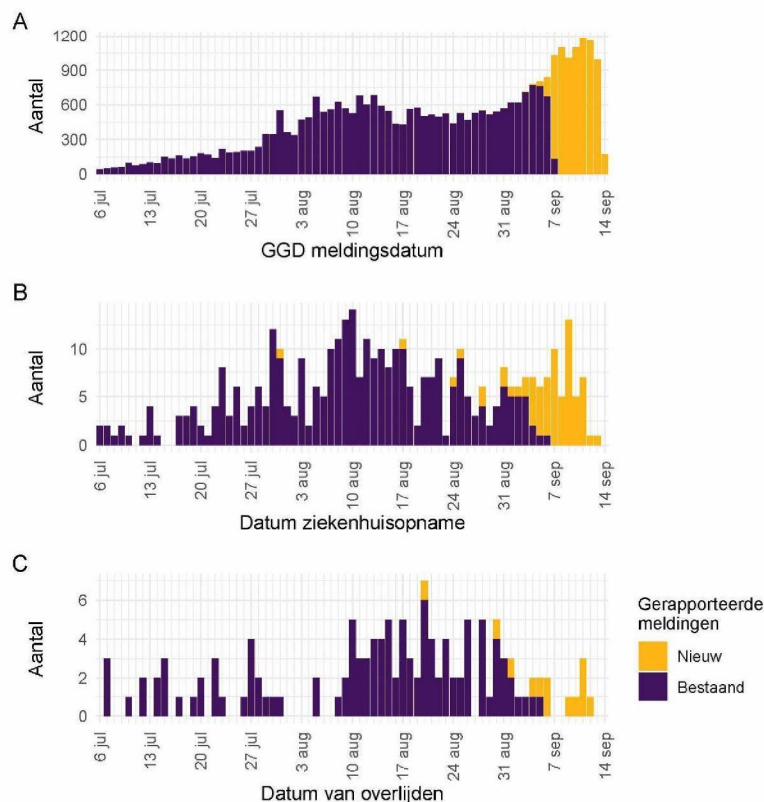 A
1200
900
600
300
0
Aantal
6 jul
13 jul
20 jul
27 jul
3 aug
10 aug
17 aug
24 aug
31 aug
7 sep
14 sep
GGD meldingsdatum
B
10
5
0
Aantal
6 jul
13 jul
20 jul
27 jul
3 aug
10 aug
17 aug
24 aug
31 aug
7 sep
14 sep
Datum ziekenhuisopname
C
6
4
2
0
Aantal
6 jul
13 jul
20 jul
27 jul
3 aug
10 aug
17 aug
24 aug
31 aug
7 sep
14 sep
Datum van overlijden
Gerapporteerde
meldingen
Nieuw
Bestaand